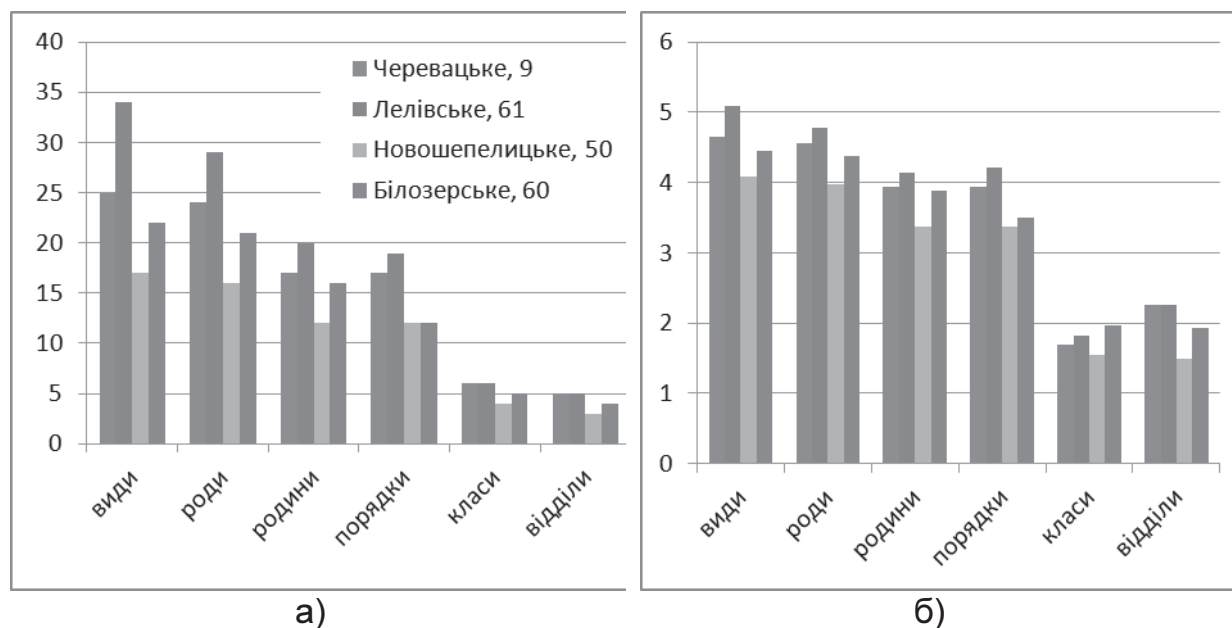 40
35
30
25
20
15
10
5
0
Черевацьке, 9
Лелівське, 61
Новошепелицьке, 50
Білозерське, 60
види
роди
родини
порядки
класи
відділи
а)
6
5
4
3
2
1
0
види
роди
родини
порядки
класи
відділи
б)